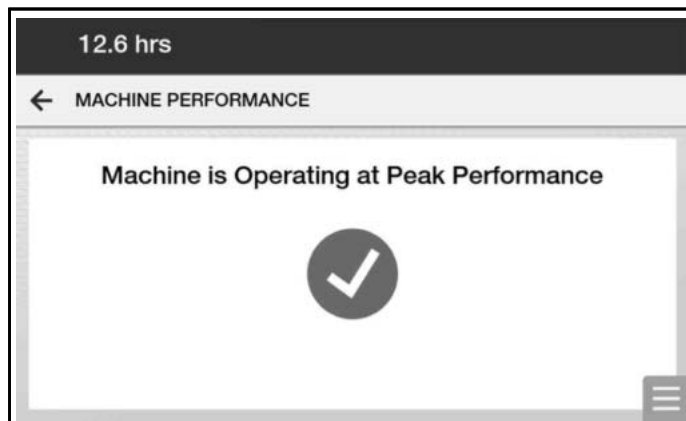 12.6 hrs
MACHINE PERFORMANCE
Machine is Operating at Peak Performance